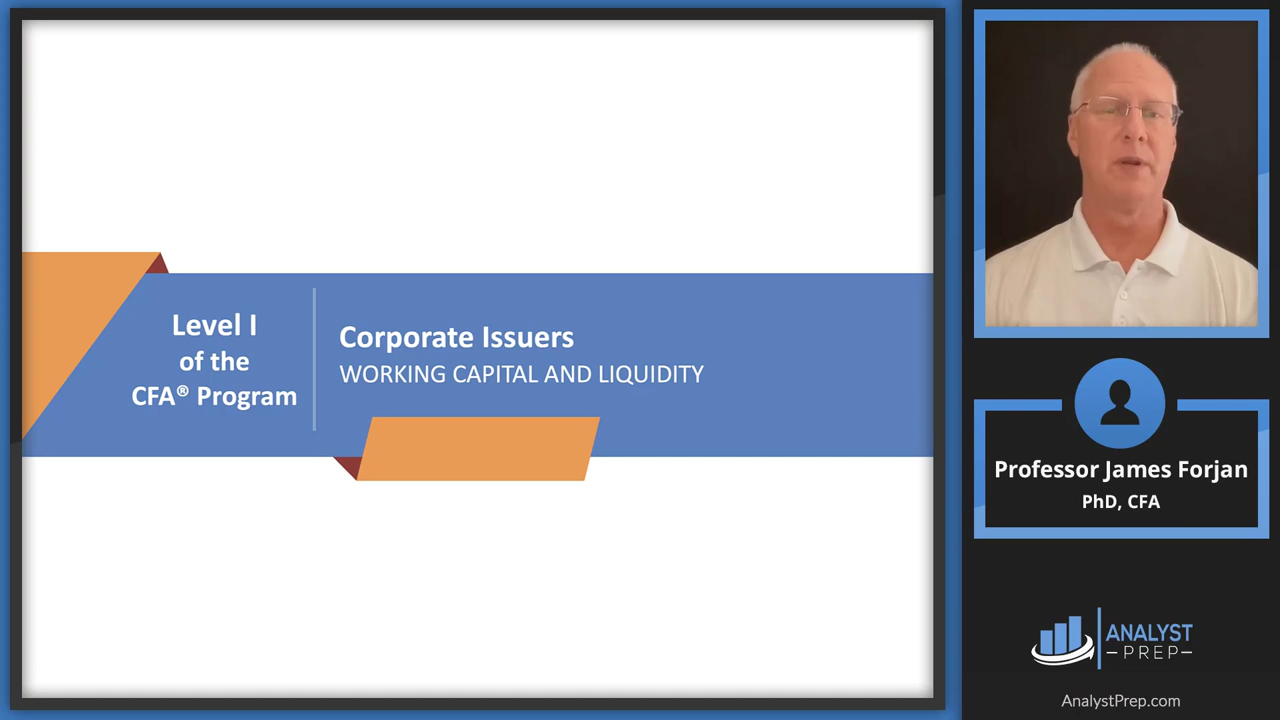 Level I
of the
CFA® Program
Corporate Issuers
WORKING CAPITAL AND LIQUIDITY
Professor James Forjan
PhD, CFA
ANALYST
PREP
AnalystPrep.com